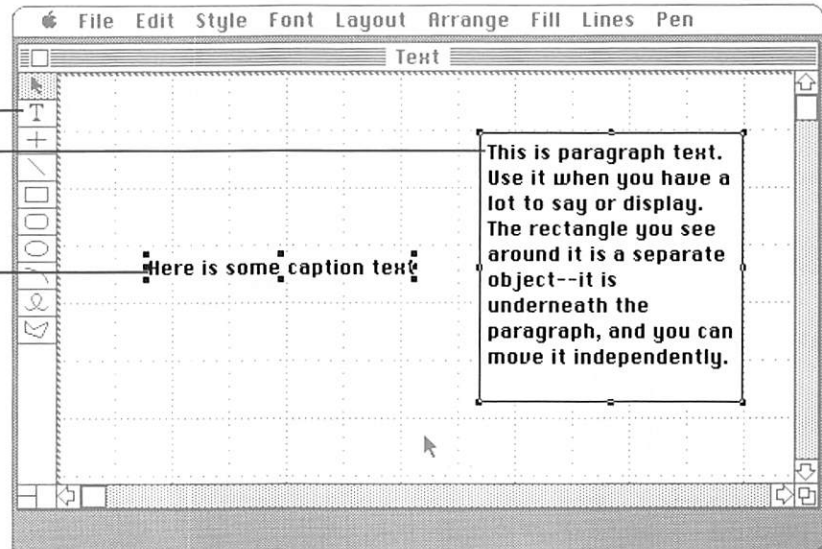 File Edit Style Font Layout Arrange Fill Lines Pen
Text
T
This is paragraph text.
Use it when you have a
lot to say or display.
The rectangle you see
around it is a separate
object--it is
underneath the
paragraph, and you can
move it independently.
Here is some caption text